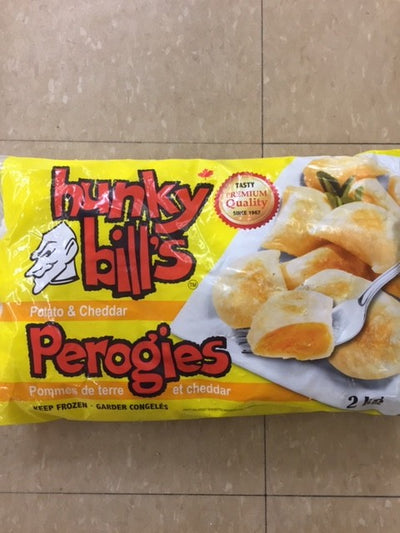 hunky
bill's
TM
TASTY
PREMIUM
Quality
SINCE 1967
Potato & Cheddar
Perogies
Pommes de terre et cheddar
KEEP FROZEN · GARDER CONGELÉS
2